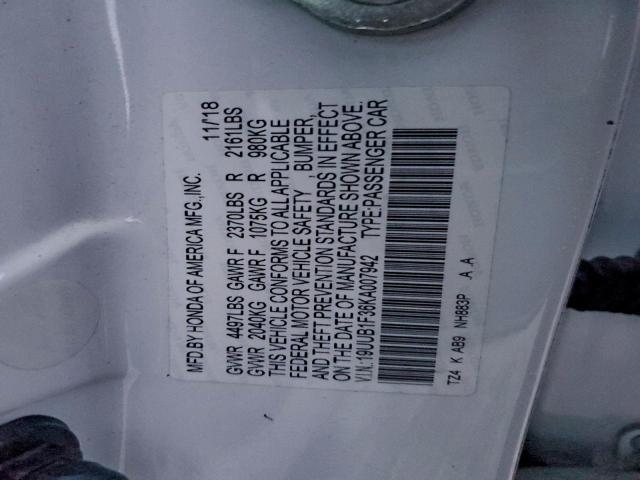 MFD.BY HONDA OF AMERICA MFG.,INC. 11/'18
GVWR 4497LBS GAWR F 2370LBS R 2161LBS
GVWR 2040KG GAWR F 1075KG R 980KG
THIS VEHICLE CONFORMS TO ALL APPLICABLE
FEDERAL MOTOR VEHICLE SAFETY , BUMPER,
AND THEFT PREVENTION STANDARDS IN EFFECT
ON THE DATE OF MANUFACTURE SHOWN ABOVE.
V.I.N.:19UUB1F36KA007942 TYPE:PASSENGER CAR
TZ4 K AB9 NH883P A A